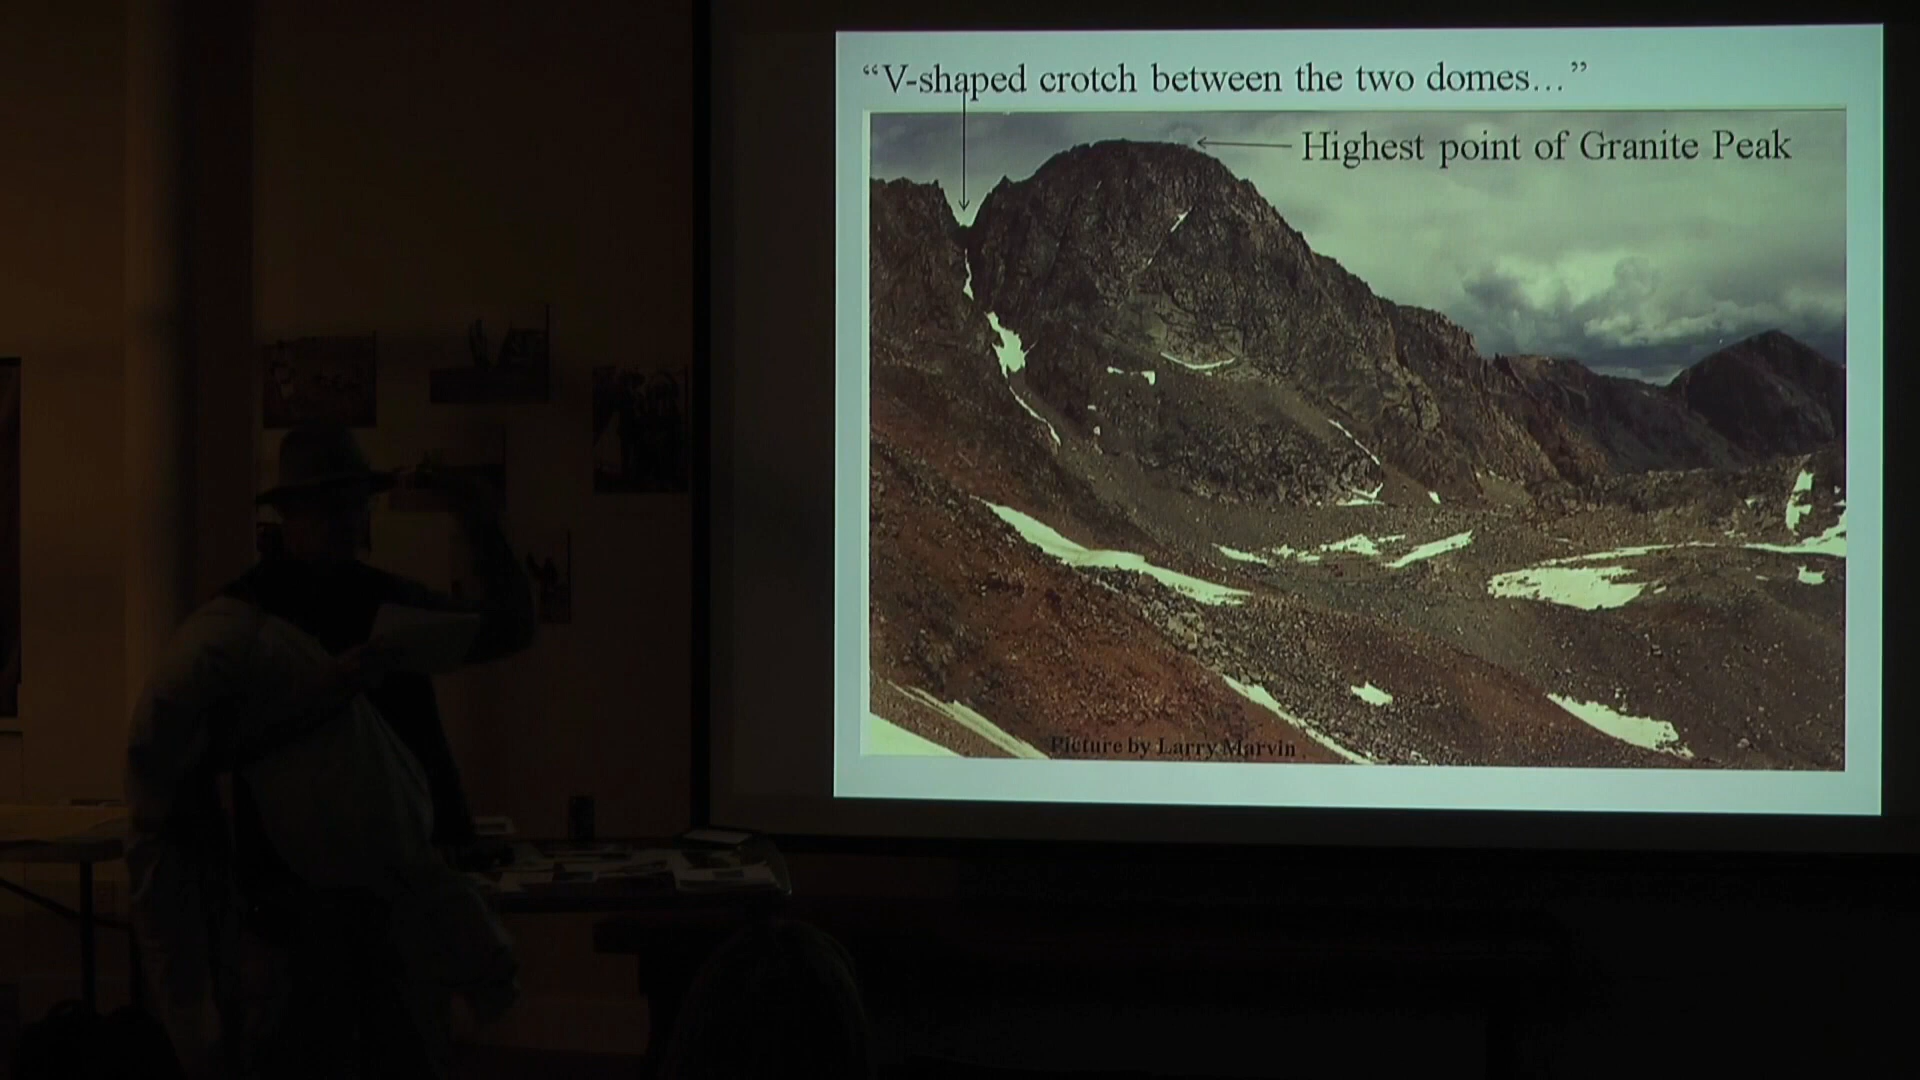 “V-shaped crotch between the two domes...”
Highest point of Granite Peak
Picture by Larry Marvin